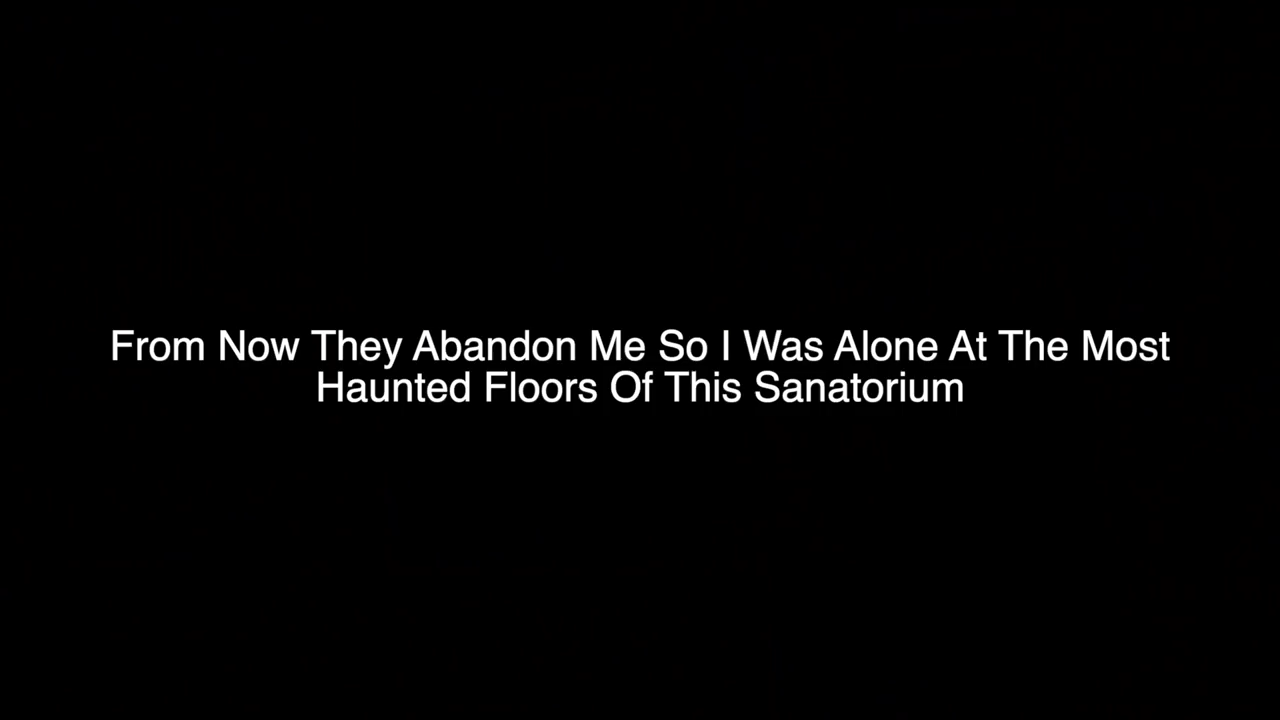 From Now They Abandon Me So I Was Alone At The Most
Haunted Floors Of This Sanatorium